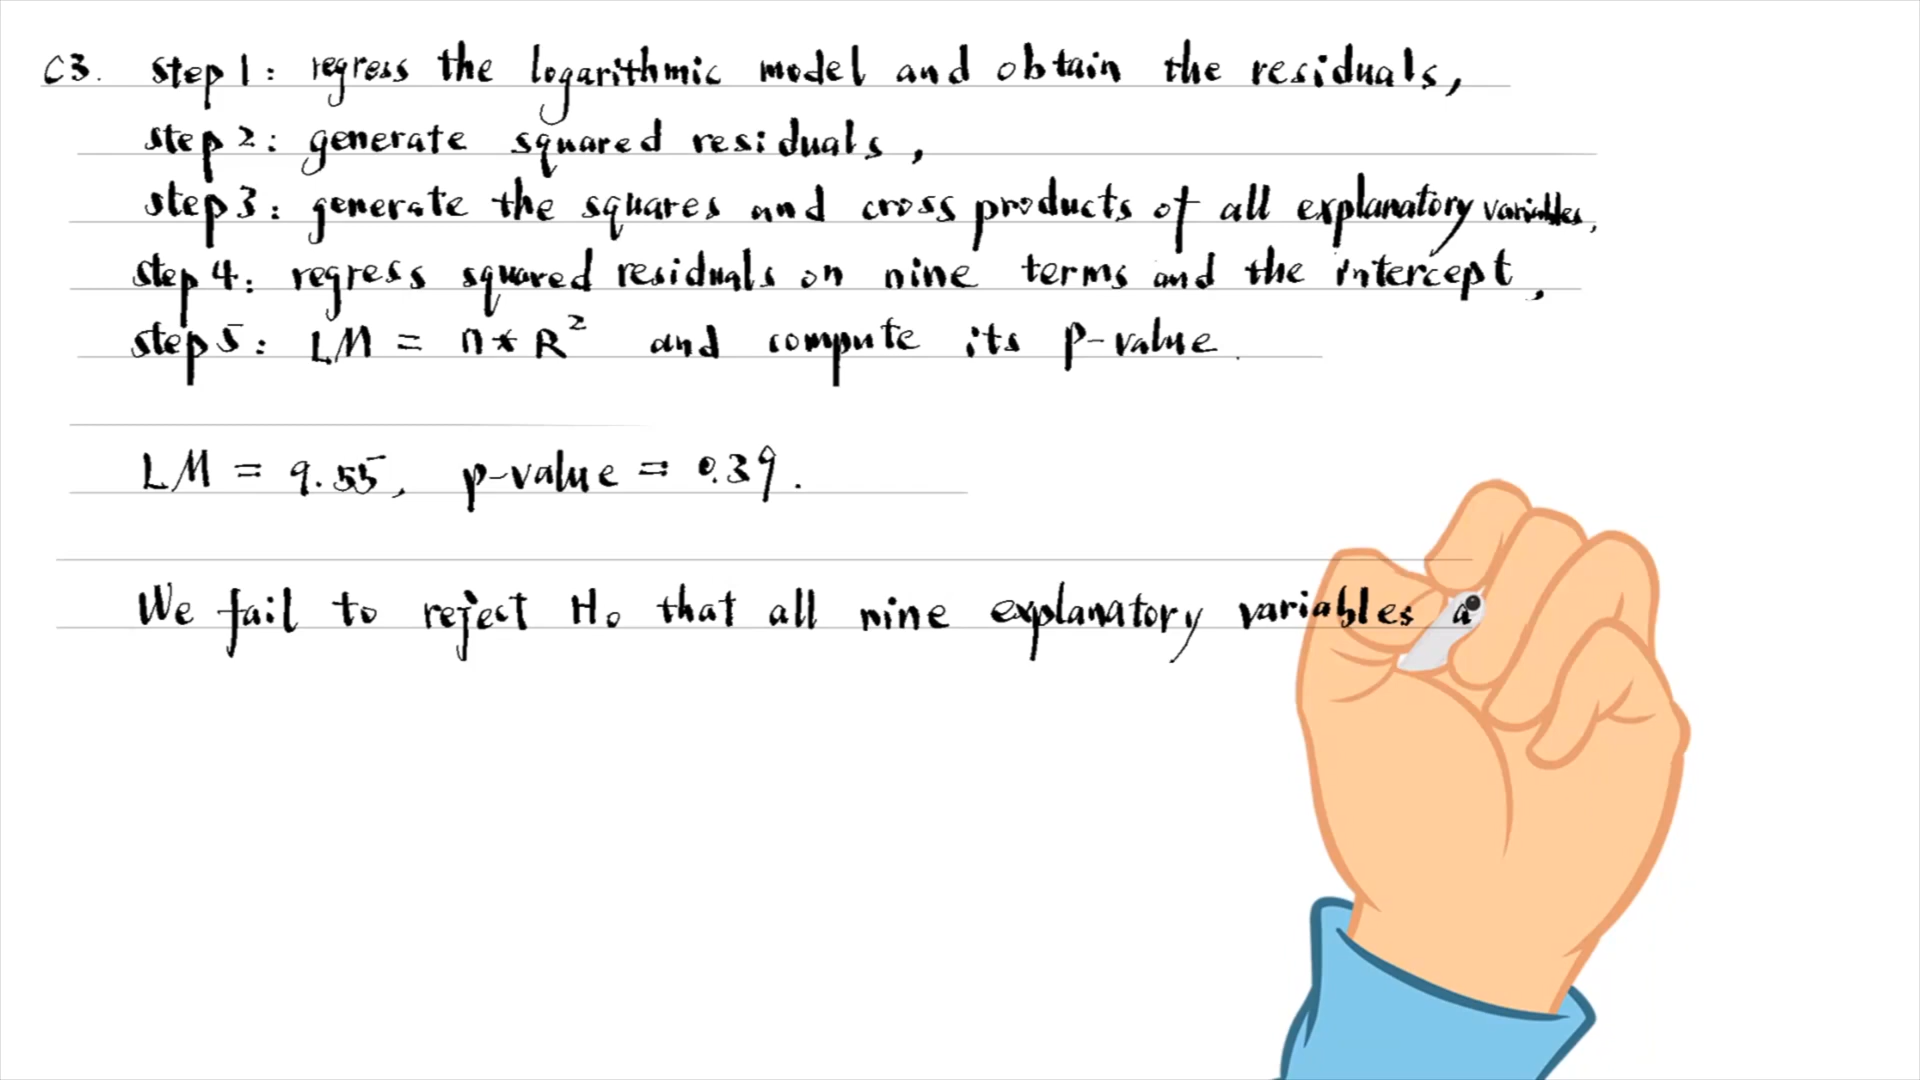 C3. step 1: regress the logarithmic model and obtain the residuals,
step 2: generate squared residuals,
step 3: generate the squares and cross products of all explanatory variables,
step 4: regress squared residuals on nine terms and the intercept,
step 5: LM = n * R² and compute its p-value.
LM = 9.55, p-value = 0.39.
We fail to reject H₀ that all nine explanatory variables a